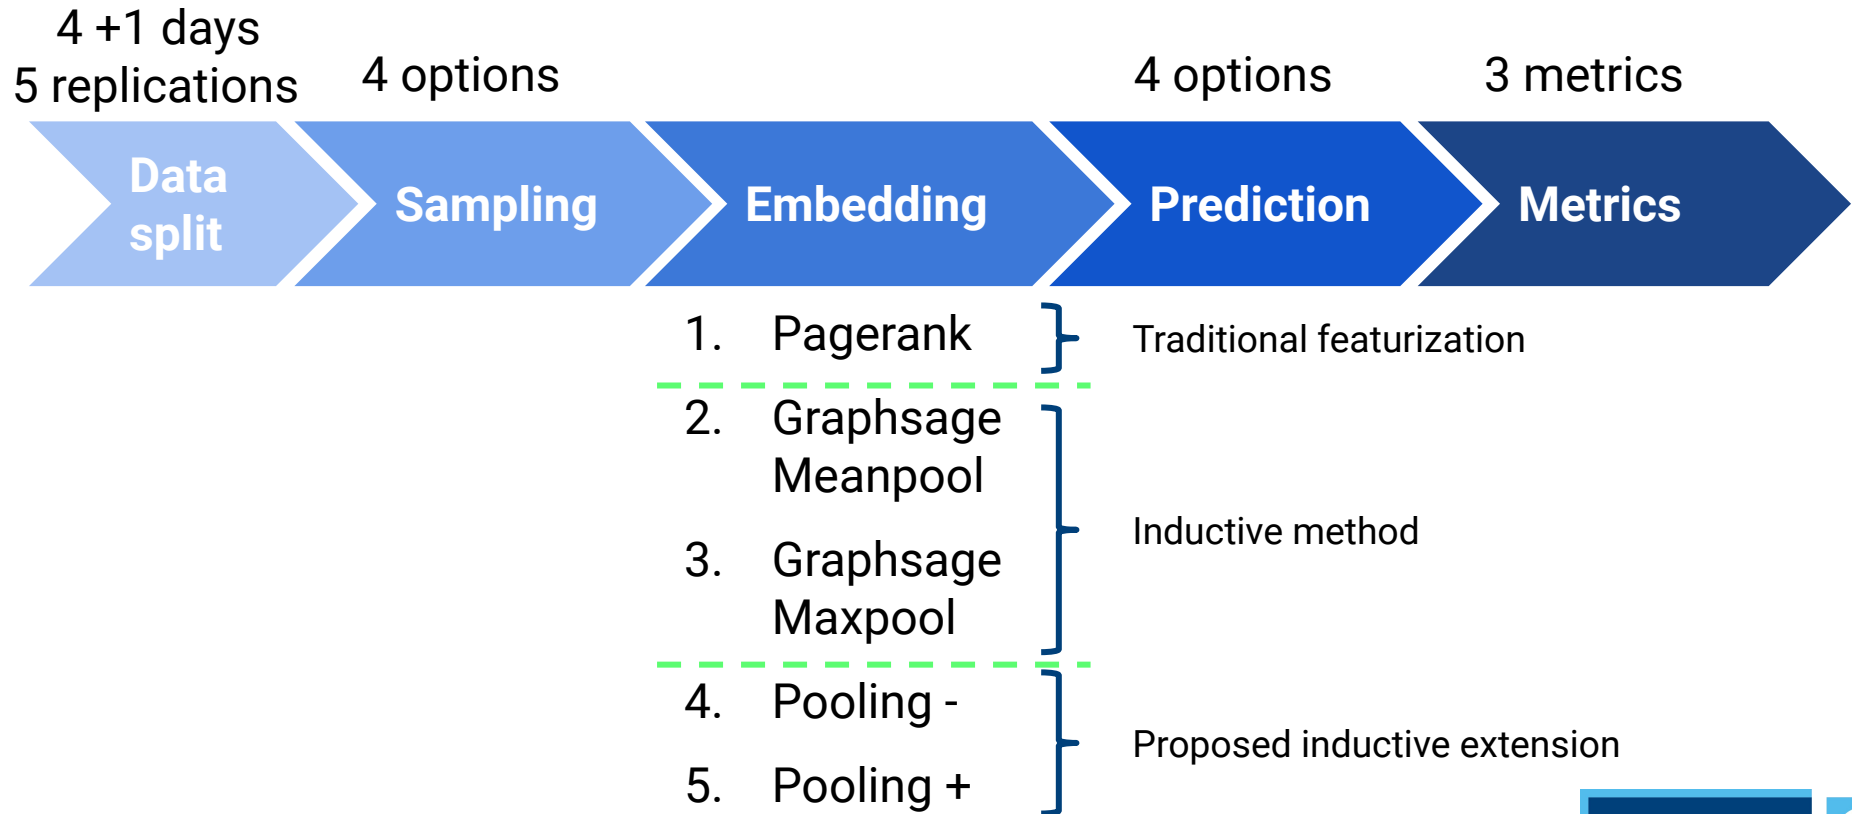 4 +1 days
5 replications
4 options
4 options
3 metrics
Data
split
Sampling
Embedding
Prediction
Metrics
1. Pagerank
Traditional featurization
2. Graphsage
Meanpool
Inductive method
3. Graphsage
Maxpool
4. Pooling -
Proposed inductive extension
5. Pooling +